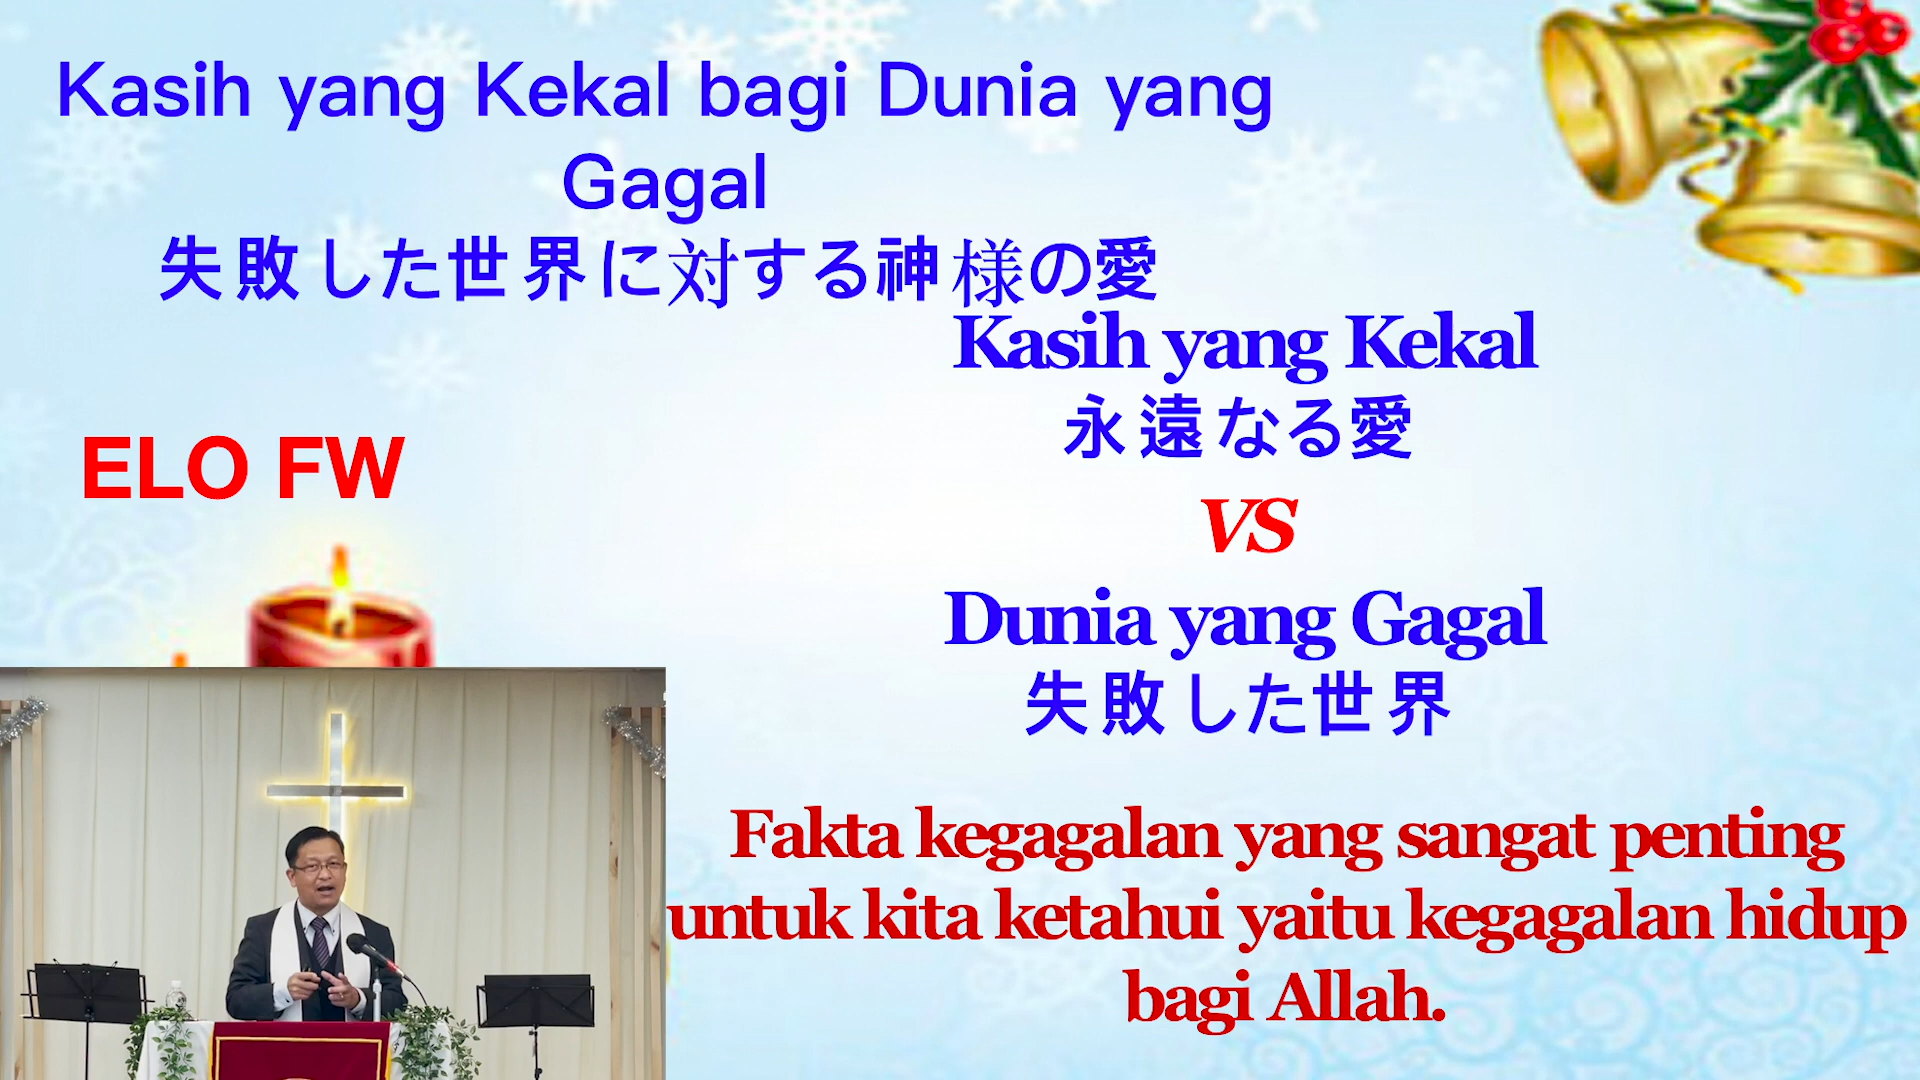 Kasih yang Kekal bagi Dunia yang
Gagal
失敗した世界に対する神様の愛
Kasih yang Kekal
永遠なる愛
VS
Dunia yang Gagal
失敗した世界
ELO FW
Fakta kegagalan yang sangat penting
untuk kita ketahui yaitu kegagalan hidup
bagi Allah.